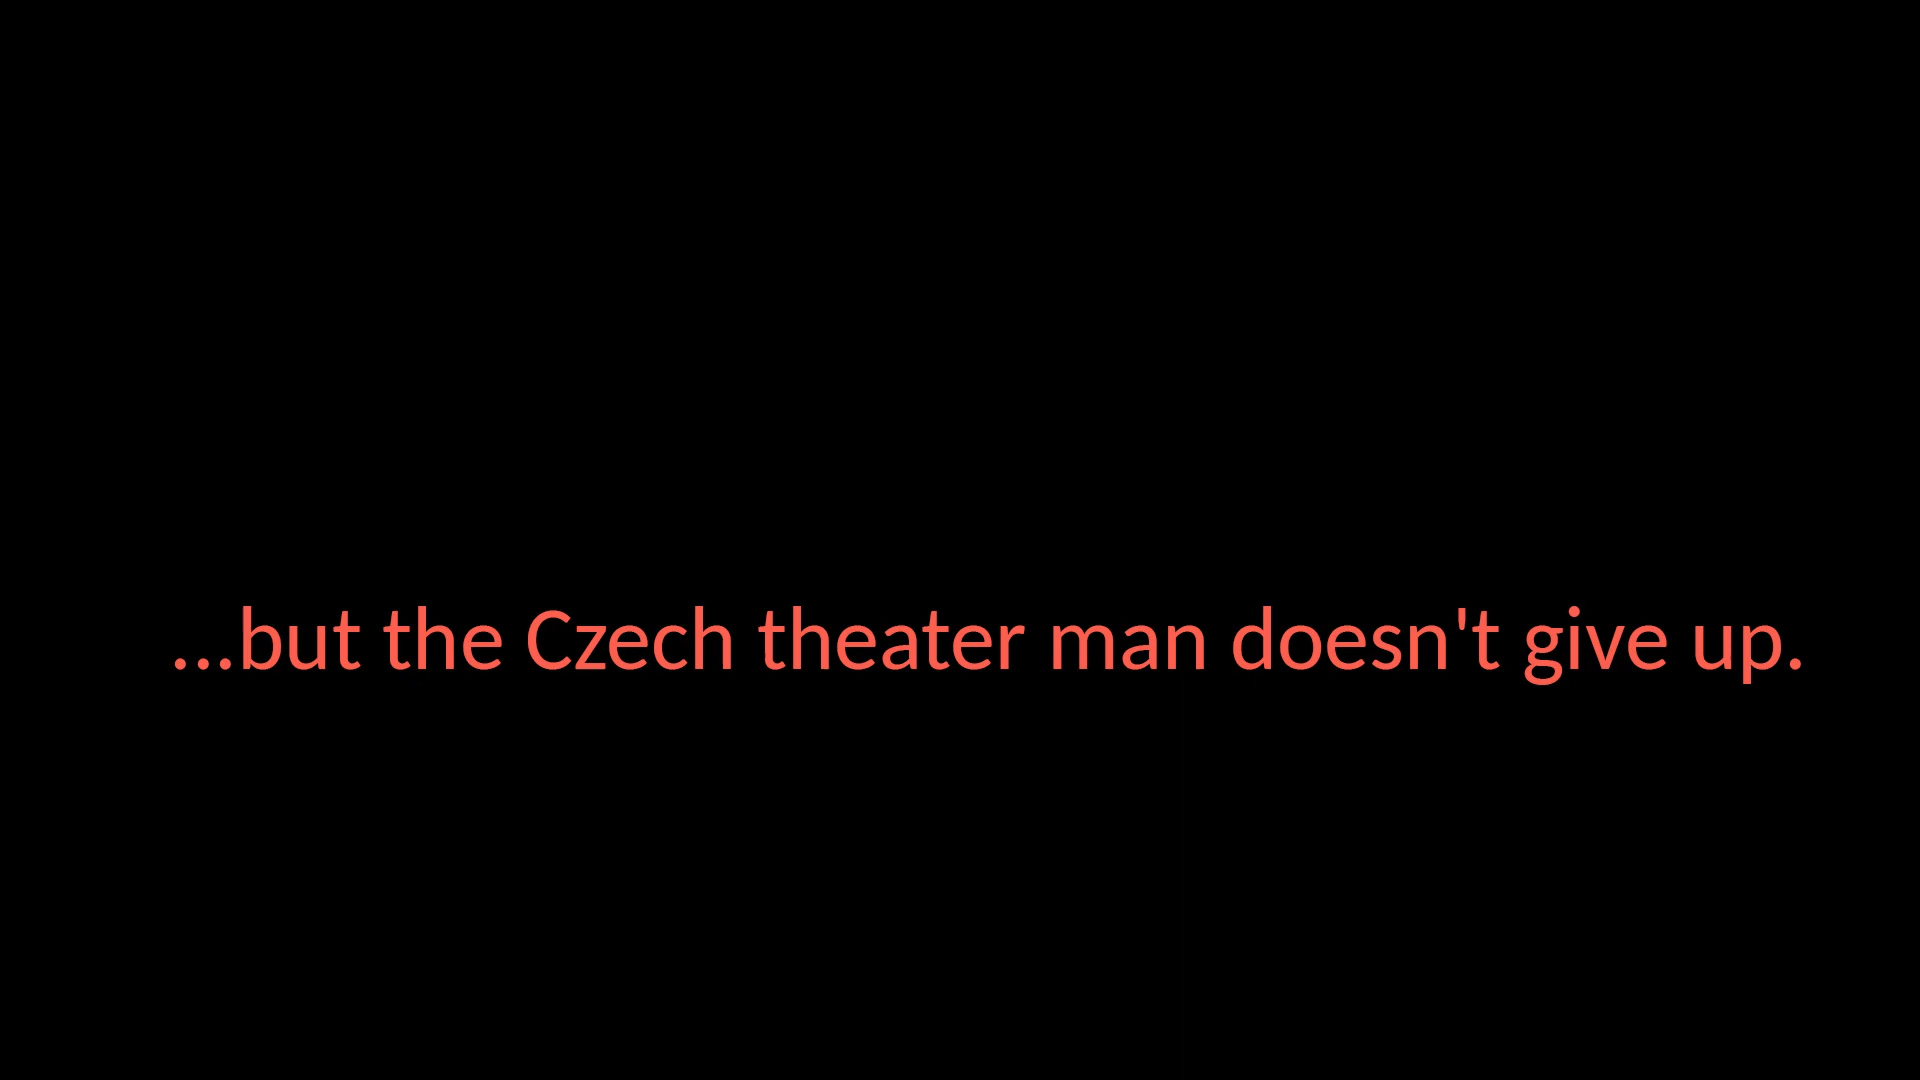 ...but the Czech theater man doesn't give up.